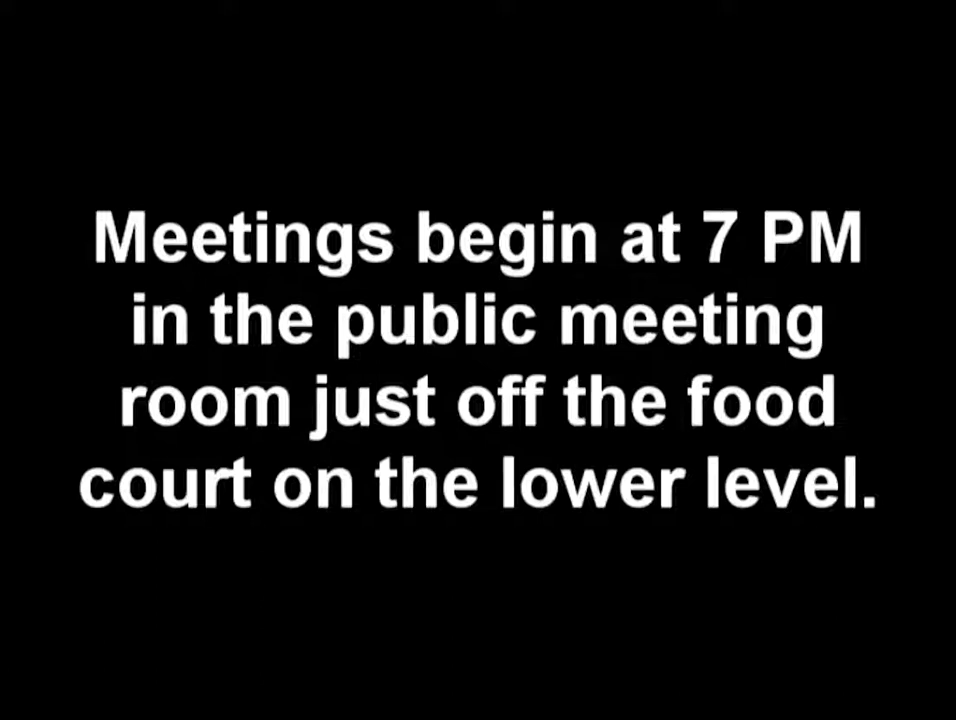 Meetings begin at 7 PM
in the public meeting
room just off the food
court on the lower level.